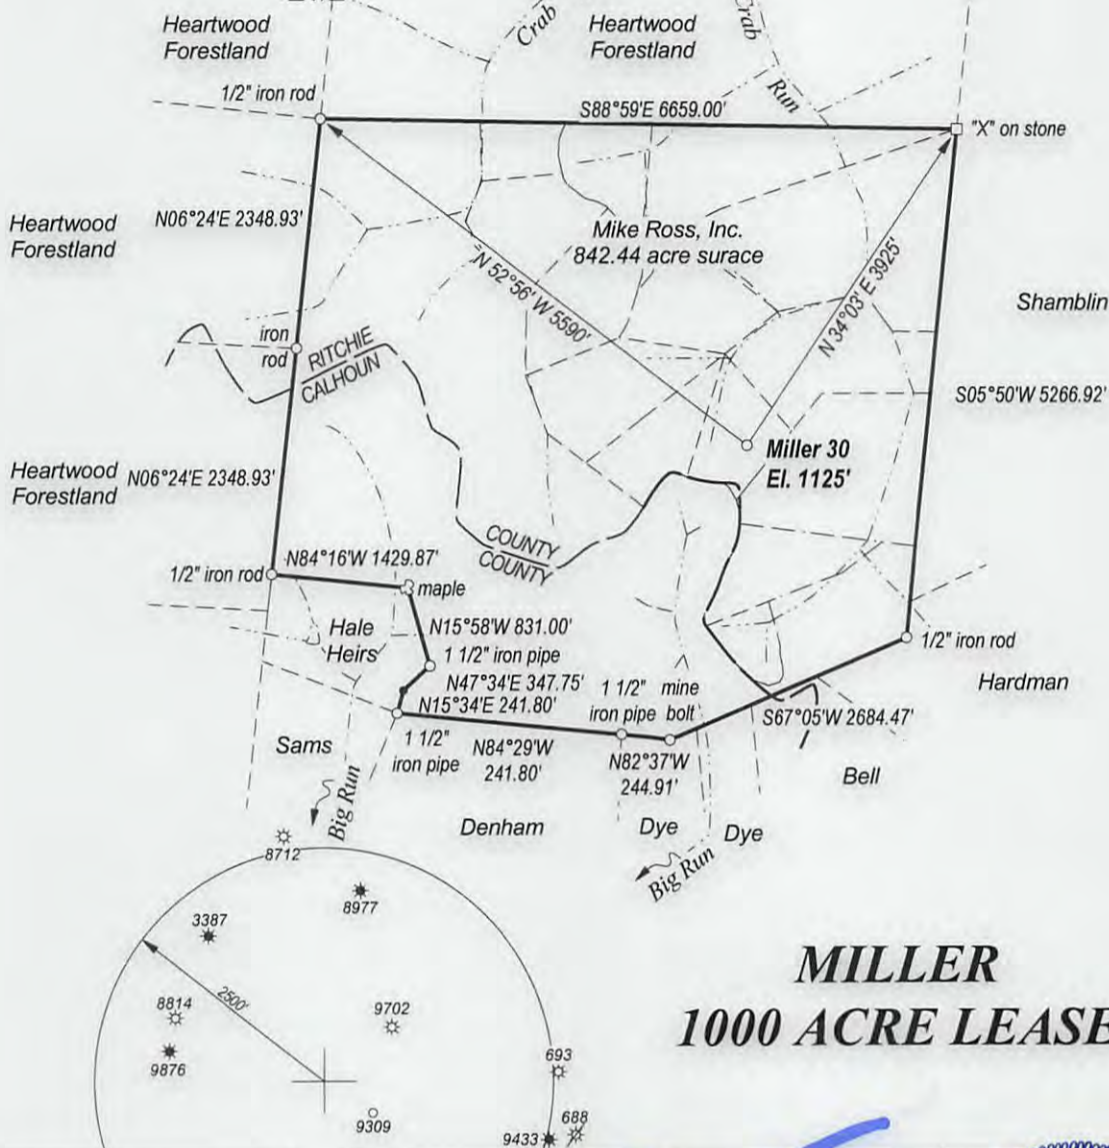 Heartwood
Forestland
Crab
Heartwood
Forestland
Crab
Run
1/2" iron rod
S88°59'E 6659.00'
"X" on stone
Heartwood
Forestland
N06°24'E 2348.93'
Mike Ross, Inc.
842.44 acre surace
N 52°56' W 5590'
N 34°03' E 3925'
Shamblin
iron
rod
RITCHIE
CALHOUN
S05°50'W 5266.92'
Heartwood
Forestland
N06°24'E 2348.93'
Miller 30
El. 1125'
COUNTY
COUNTY
N84°16'W 1429.87'
1/2" iron rod
maple
Hale
Heirs
N15°58'W 831.00'
1 1/2" iron pipe
N47°34'E 347.75'
N15°34'E 241.80'
1 1/2"
iron pipe
mine
bolt
1/2" iron rod
Hardman
S67°05'W 2684.47'
Sams
1 1/2"
iron pipe
N84°29'W
241.80'
N82°37'W
244.91'
Bell
Big Run
Denham
Dye
Dye
Big Run
8712
8977
3387
2500'
8814
9702
9876
693
9309
688
9433
MILLER
1000 ACRE LEASE